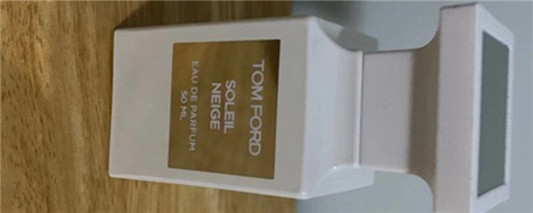 TOM FORD
SOLEIL
NEIGE
EAU DE PARFUM
50 ML